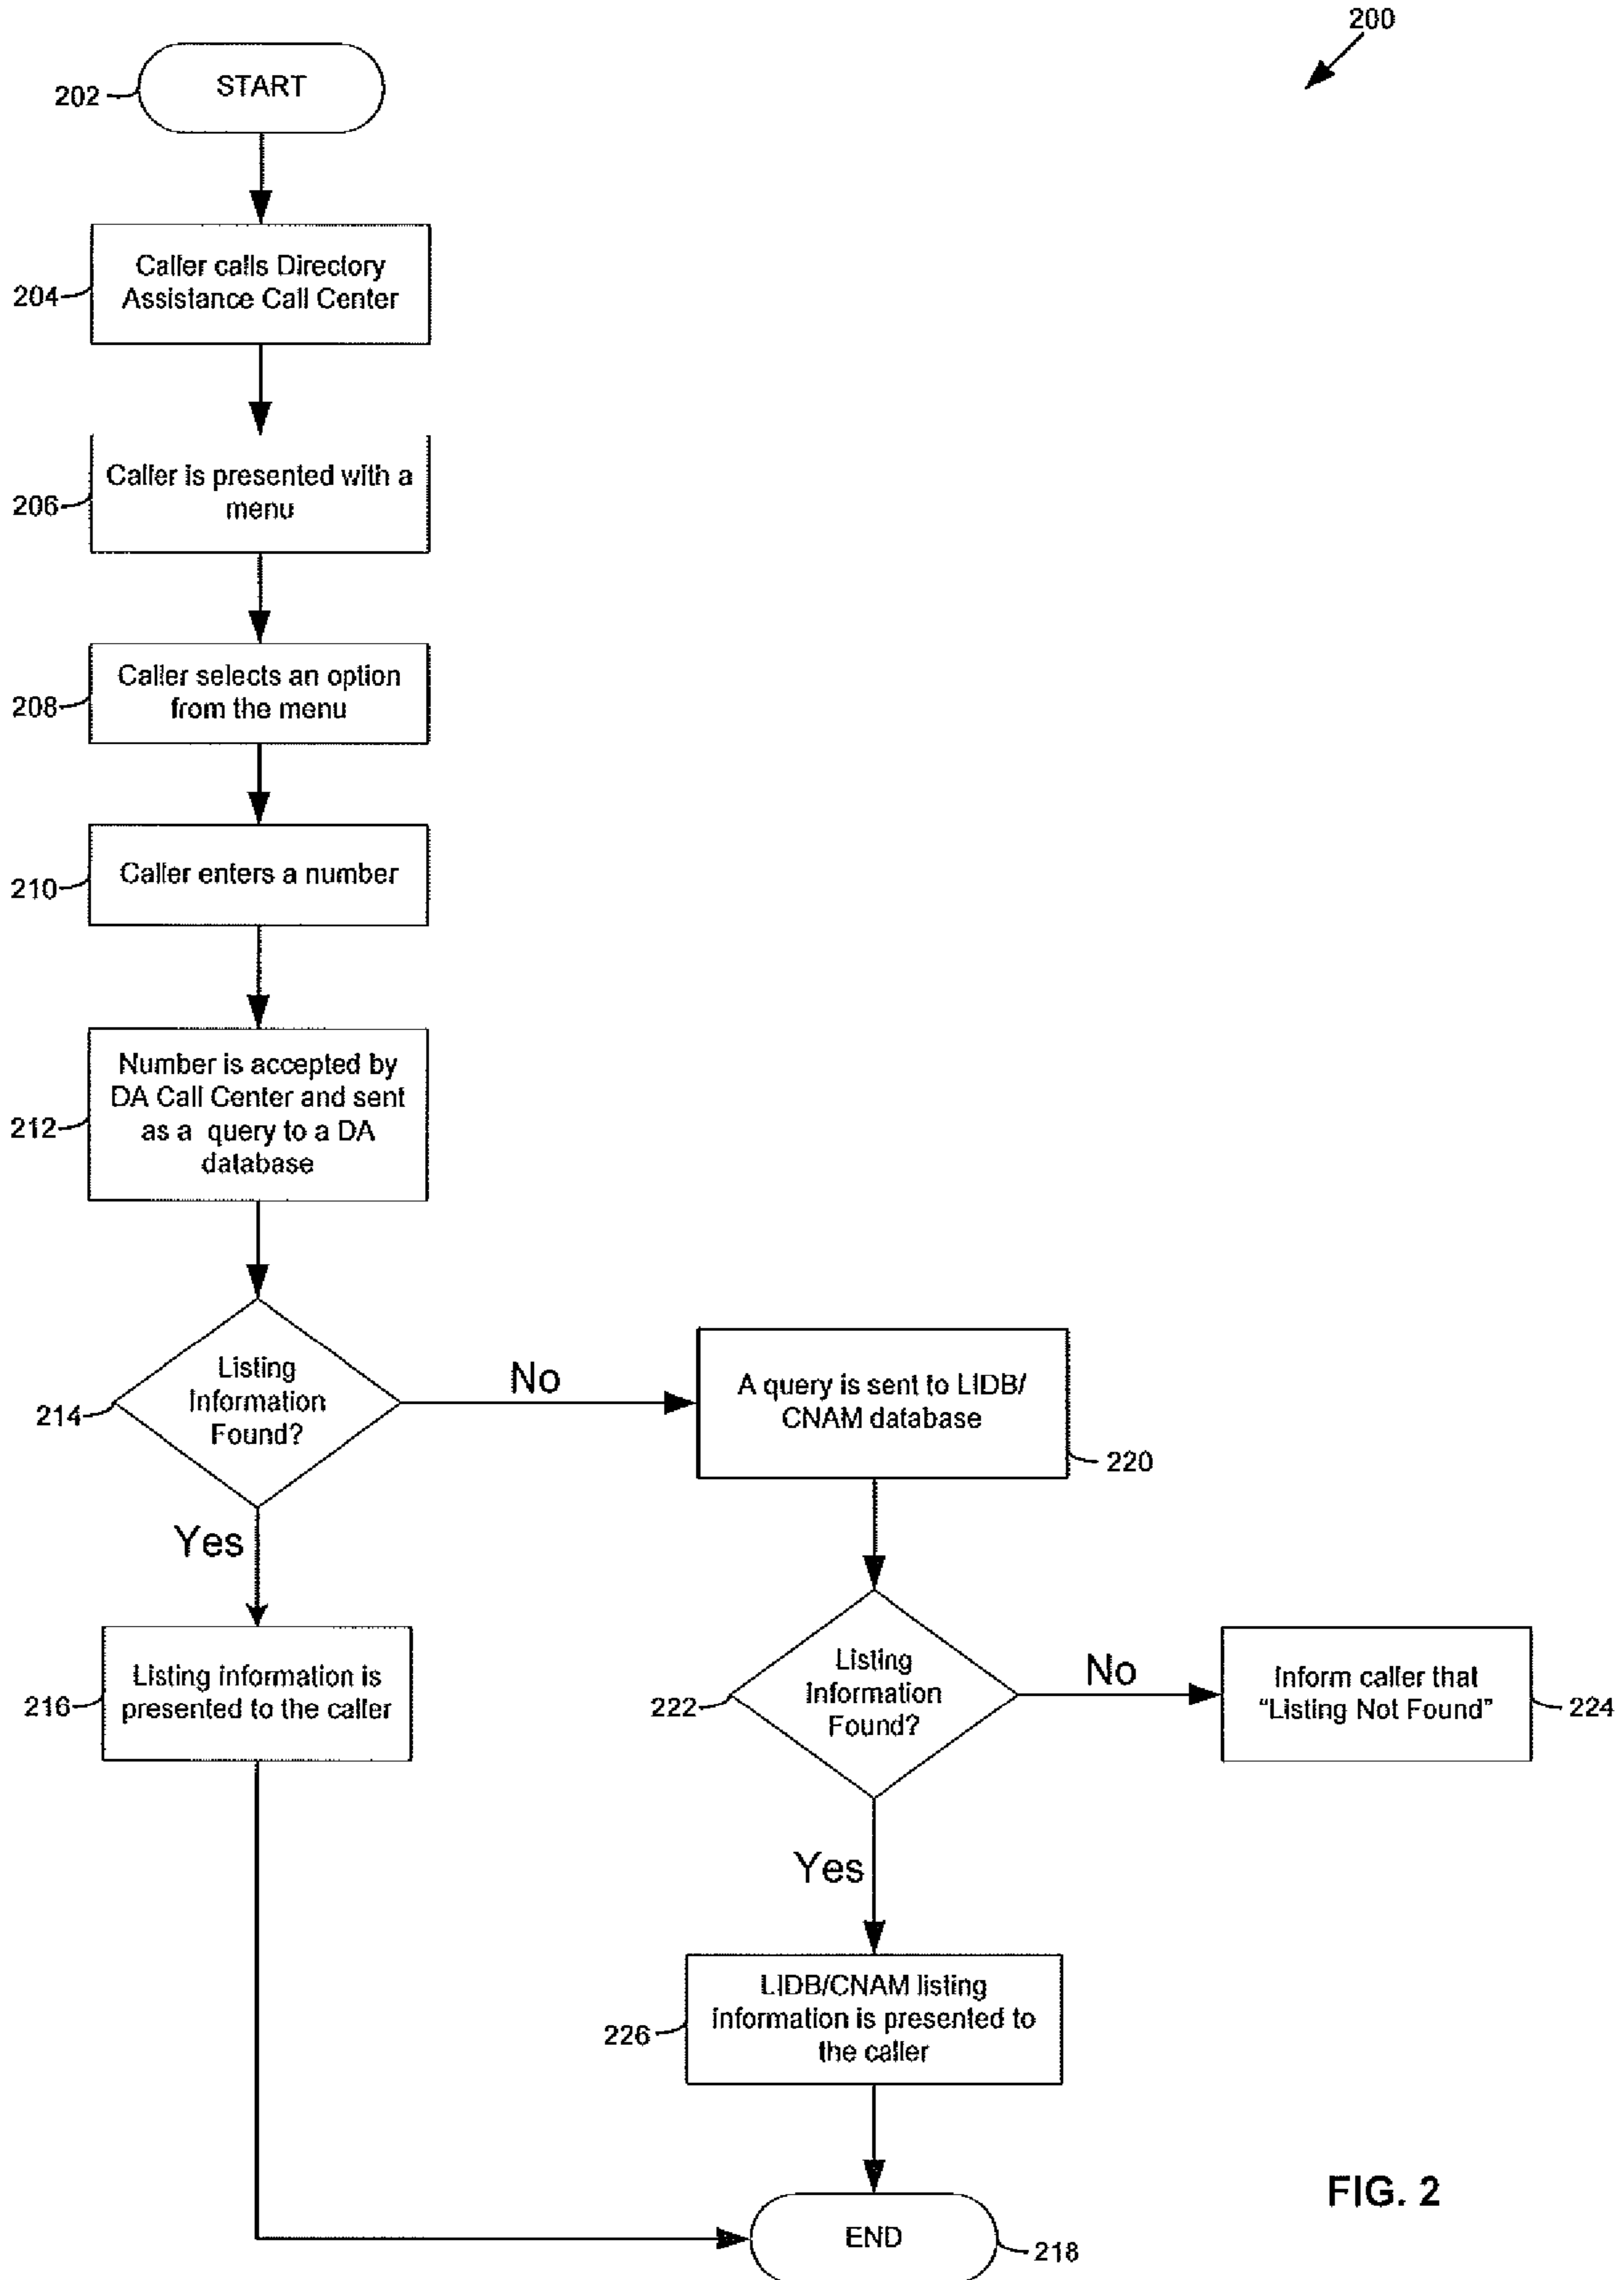 200
202
START
204
Caller calls Directory
Assistance Call Center
206
Caller is presented with a
menu
208
Caller selects an option
from the menu
210
Caller enters a number
212
Number is accepted by
DA Call Center and sent
as a query to a DA
database
214
Listing
Information
Found?
No
A query is sent to LIDB/
CNAM database
220
Yes
216
Listing information is
presented to the caller
222
Listing
Information
Found?
No
Inform caller that
“Listing Not Found”
224
Yes
226
LIDB/CNAM listing
information is presented to
the caller
END
218
FIG. 2